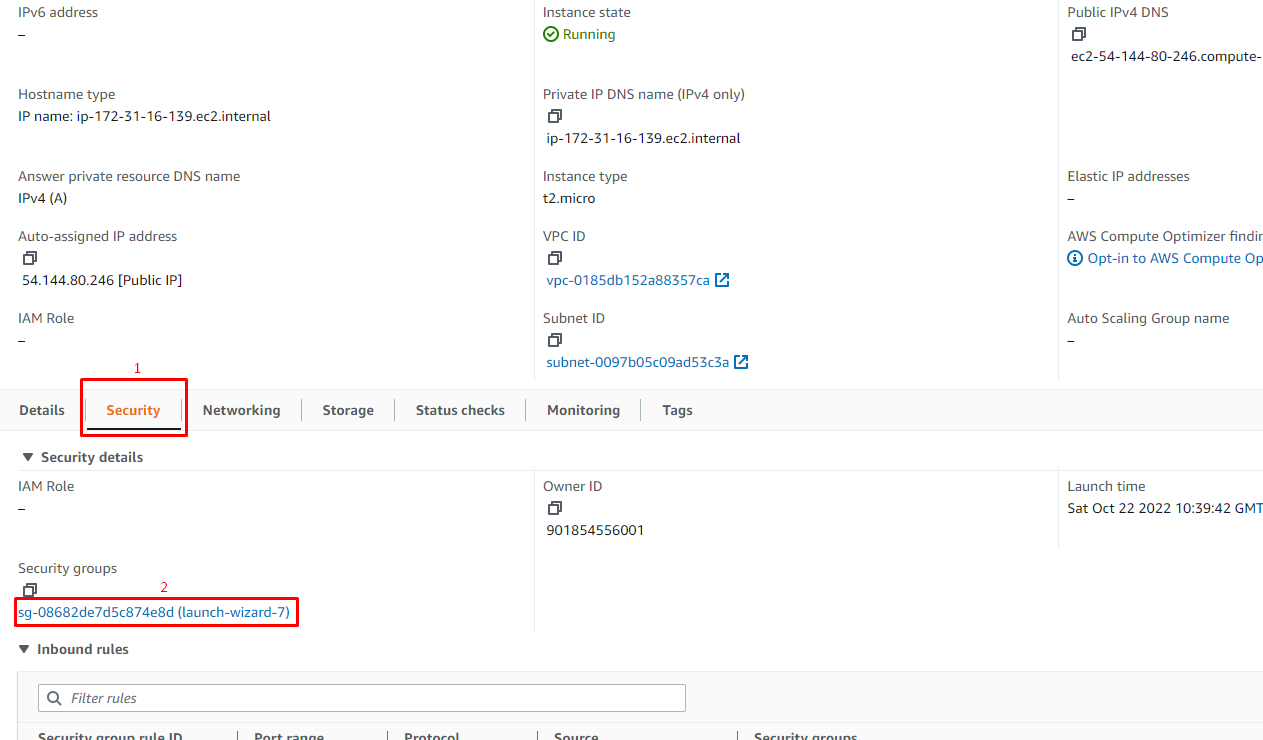 IPv6 address
–
Instance state
Running
Public IPv4 DNS
ec2-54-144-80-246.compute-
Hostname type
IP name: ip-172-31-16-139.ec2.internal
Private IP DNS name (IPv4 only)
ip-172-31-16-139.ec2.internal
Answer private resource DNS name
IPv4 (A)
Instance type
t2.micro
Elastic IP addresses
–
Auto-assigned IP address
54.144.80.246 [Public IP]
VPC ID
vpc-0185db152a88357ca
AWS Compute Optimizer findin
Opt-in to AWS Compute Op
IAM Role
–
Subnet ID
subnet-0097b05c09ad53c3a
Auto Scaling Group name
–
1
Details Security Networking Storage Status checks Monitoring Tags
Security details
IAM Role
–
Owner ID
901854556001
Launch time
Sat Oct 22 2022 10:39:42 GMT
Security groups
2
sg-08682de7d5c874e8d (launch-wizard-7)
Inbound rules
Filter rules
Security group rule ID Port range Protocol Source Security groups